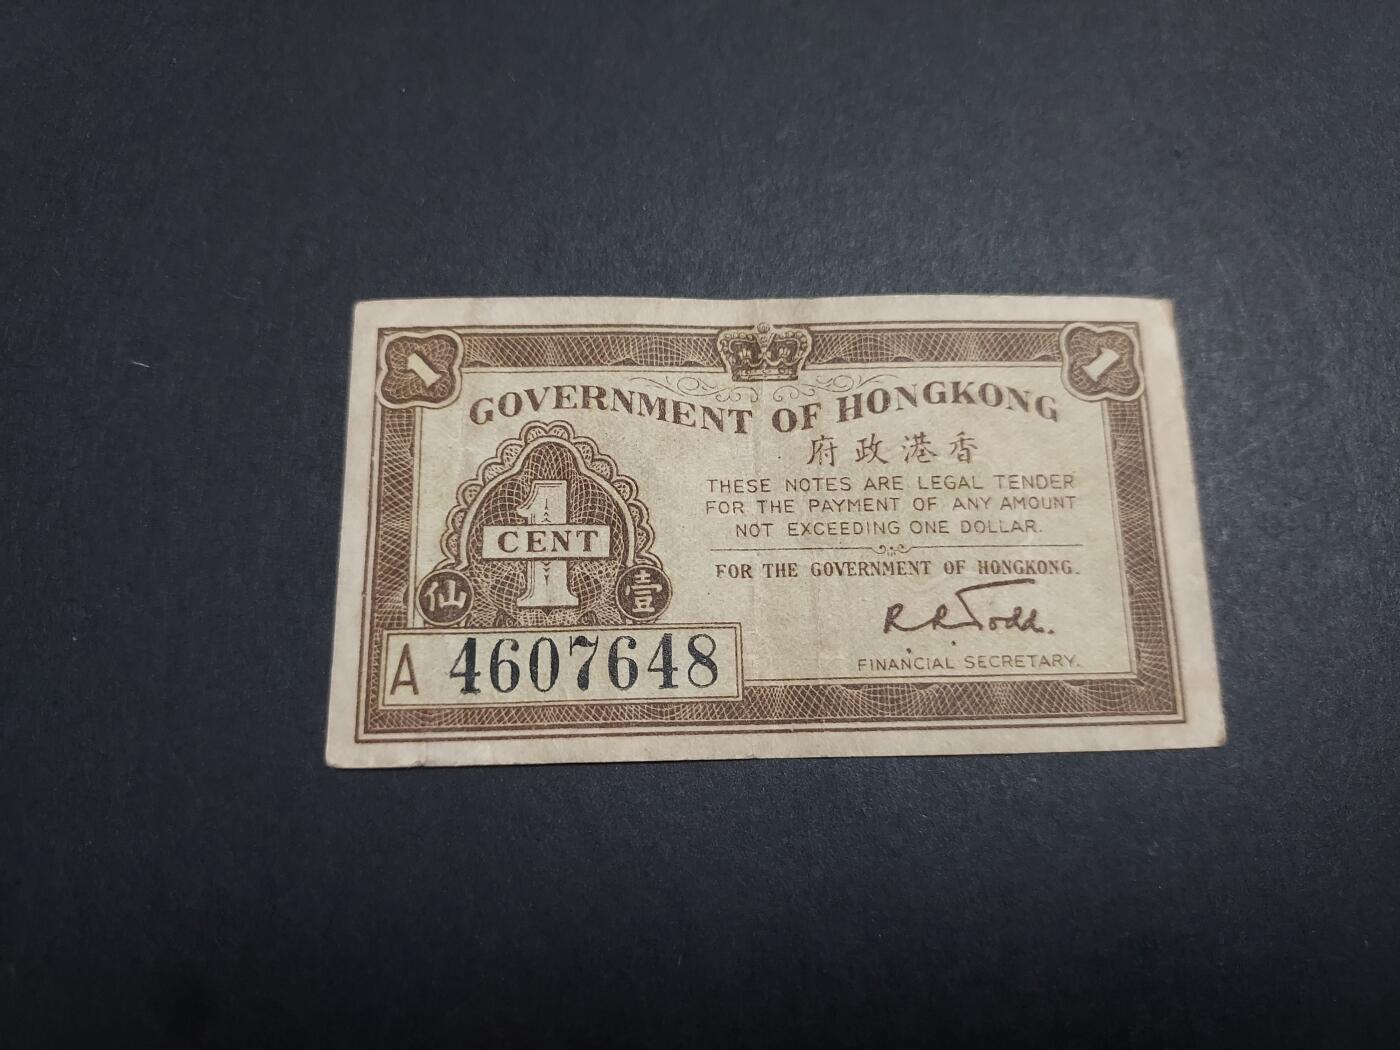 1
1
GOVERNMENT OF HONGKONG
府政港香
THESE NOTES ARE LEGAL TENDER
FOR THE PAYMENT OF ANY AMOUNT
NOT EXCEEDING ONE DOLLAR.
1
CENT
仙 壹
FOR THE GOVERNMENT OF HONGKONG.
R.R. Todd.
FINANCIAL SECRETARY.
A 4607648